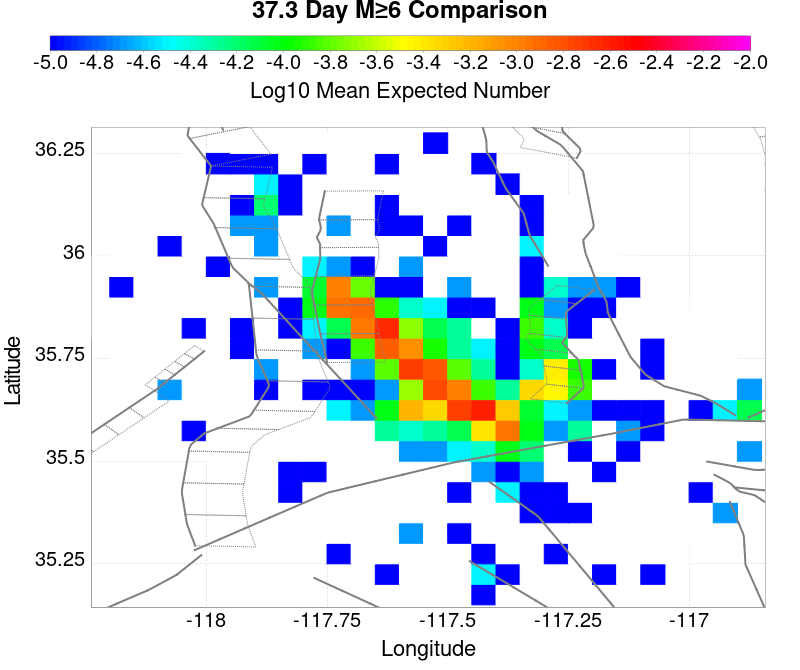 37.3 Day M≥6 Comparison
-5.0 -4.8 -4.6 -4.4 -4.2 -4.0 -3.8 -3.6 -3.4 -3.2 -3.0 -2.8 -2.6 -2.4 -2.2 -2.0
Log10 Mean Expected Number
36.25
36
35.75
35.5
35.25
Latitude
-118 -117.75 -117.5 -117.25 -117
Longitude